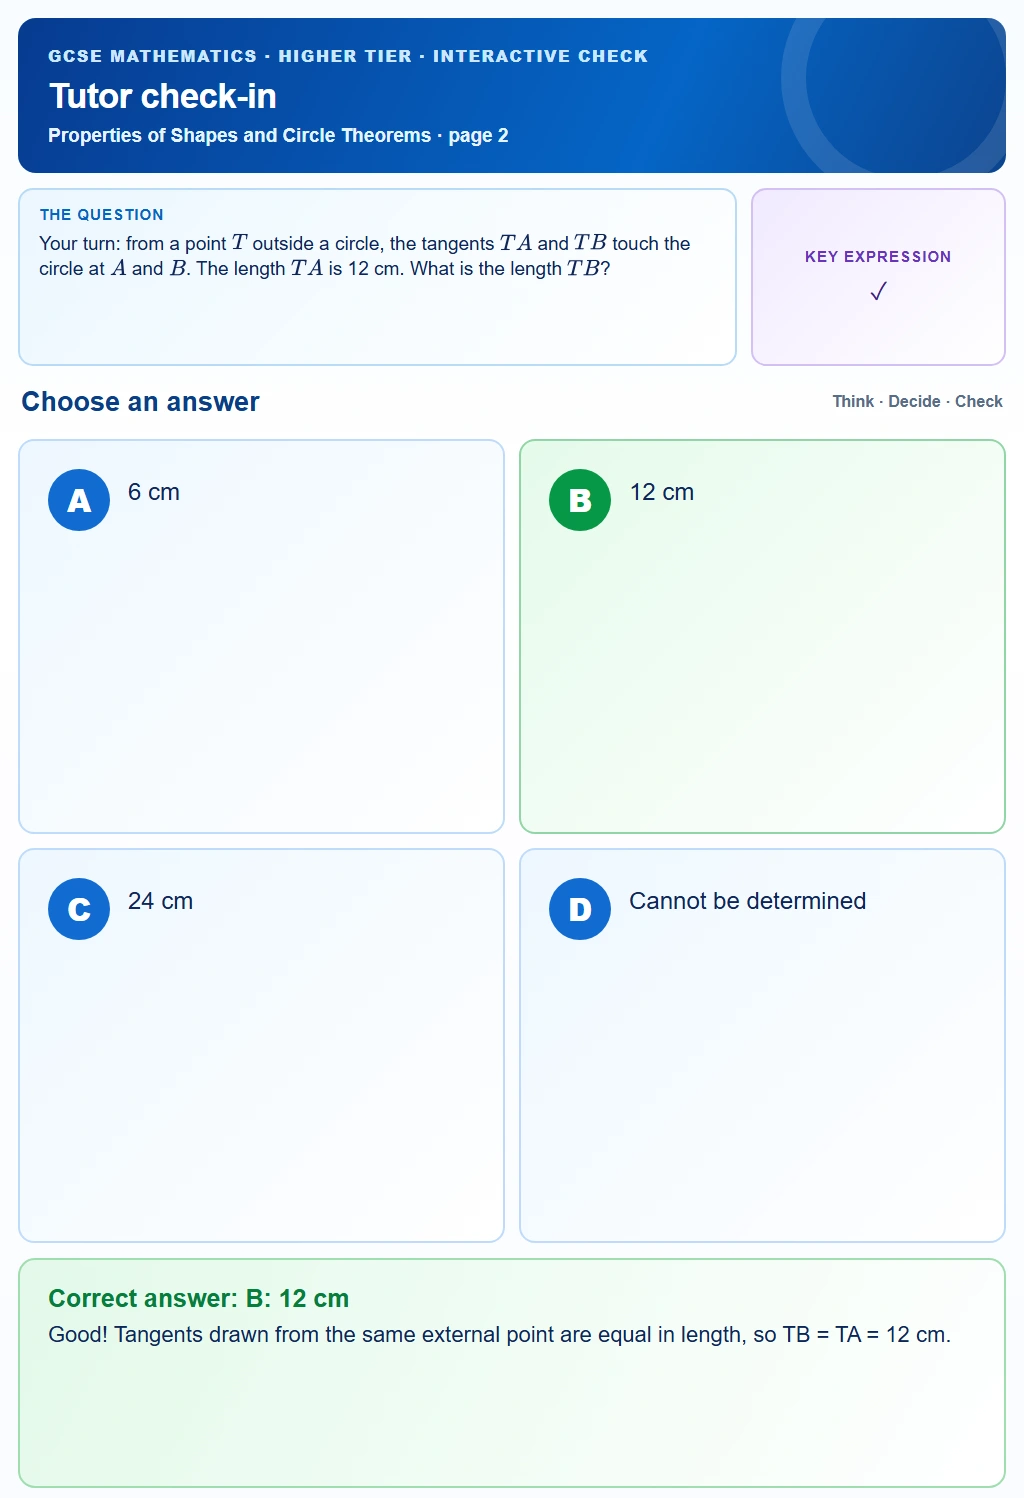 GCSE MATHEMATICS · HIGHER TIER · INTERACTIVE CHECK
Tutor check-in
Properties of Shapes and Circle Theorems · page 2
THE QUESTION
Your turn: from a point T outside a circle, the tangents TA and TB touch the
circle at A and B. The length TA is 12 cm. What is the length TB?
KEY EXPRESSION
✓
Choose an answer
Think · Decide · Check
A 6 cm
B 12 cm
C 24 cm
D Cannot be determined
Correct answer: B: 12 cm
Good! Tangents drawn from the same external point are equal in length, so TB = TA = 12 cm.